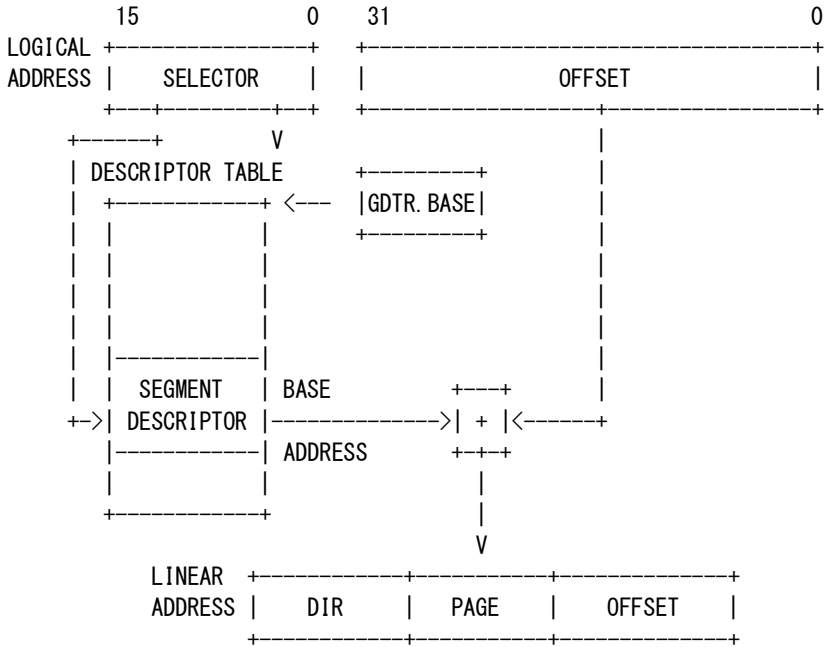 15 0 31 0
LOGICAL
ADDRESS SELECTOR OFFSET
V
DESCRIPTOR TABLE
GDTR.BASE
SEGMENT BASE
DESCRIPTOR +
ADDRESS
V
LINEAR
ADDRESS DIR PAGE OFFSET